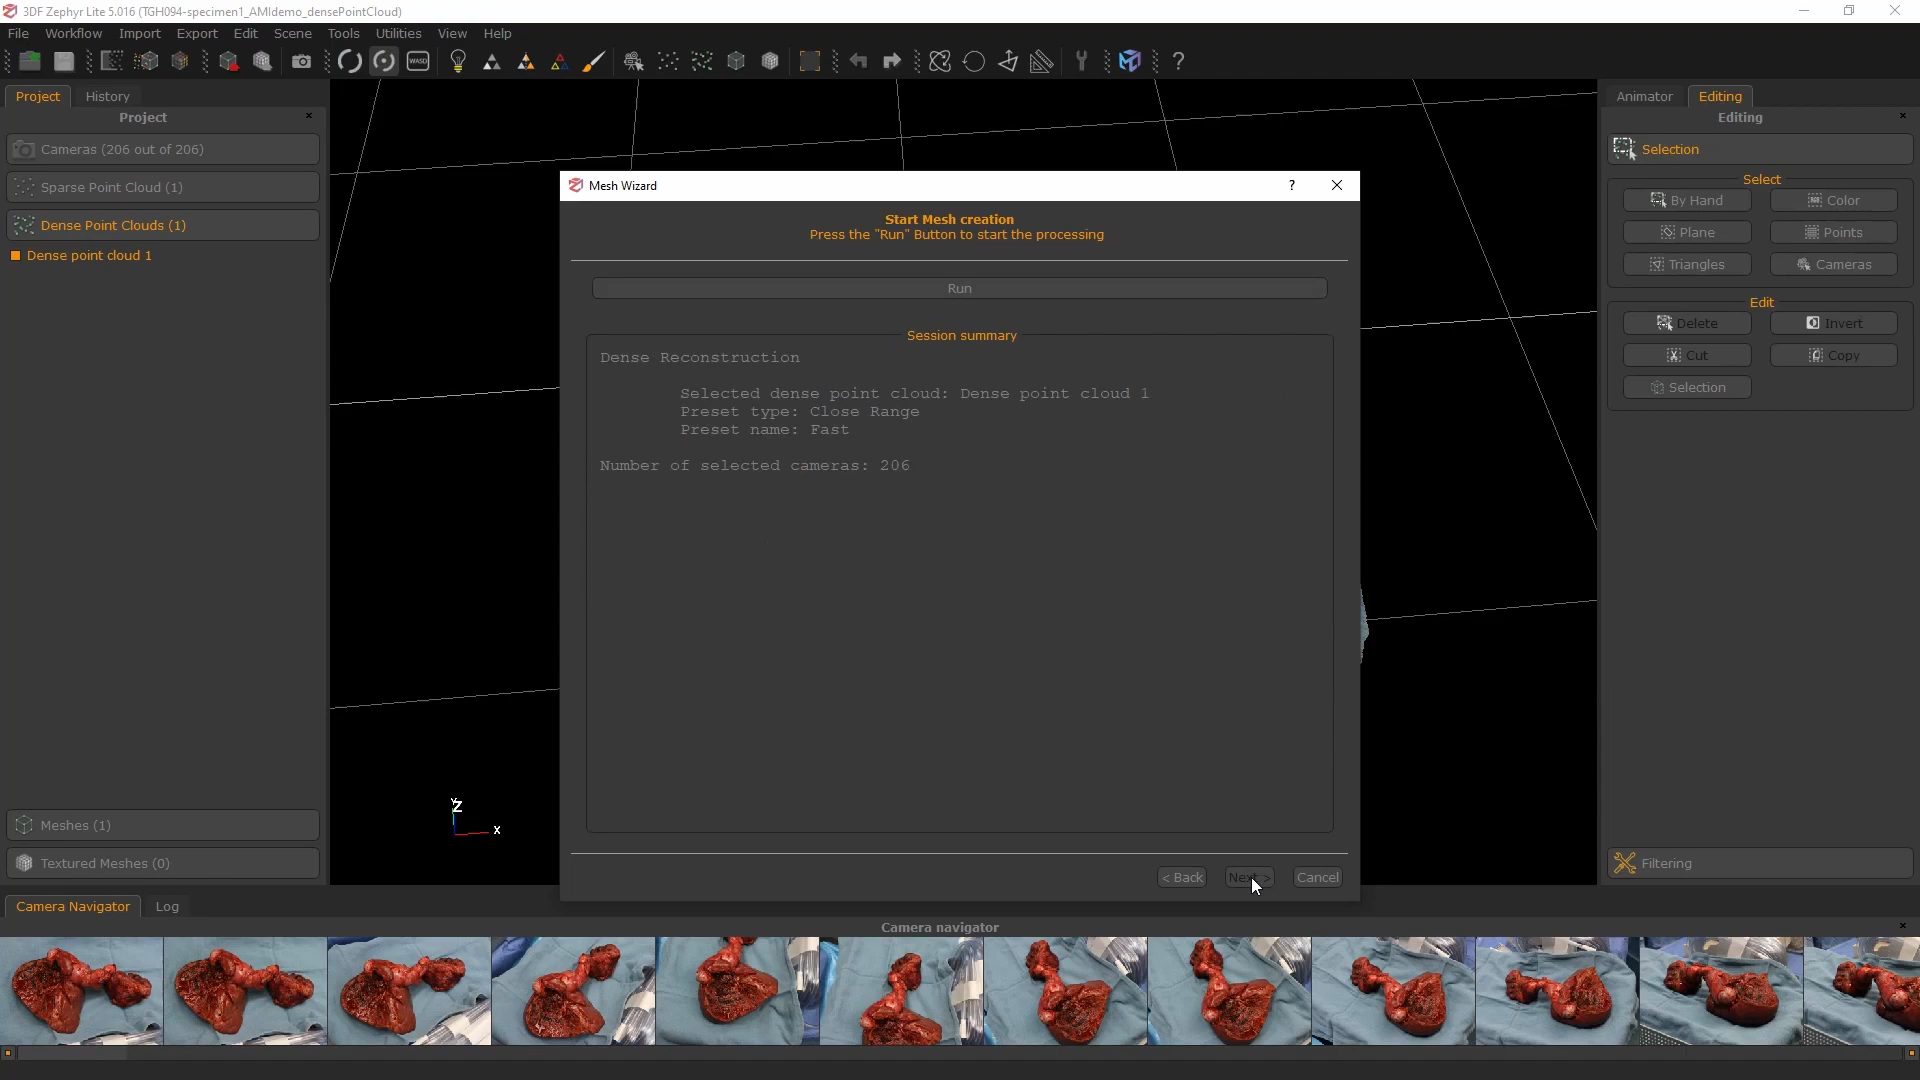 3DF Zephyr Lite 5.016 (TGH094-specimen1_AMIdemo_densePointCloud)
File Workflow Import Export Edit Scene Tools Utilities View Help
WASD
?
Project History
Project
Cameras (206 out of 206)
Sparse Point Cloud (1)
Dense Point Clouds (1)
Dense point cloud 1
Meshes (1)
Textured Meshes (0)
Z
X
Mesh Wizard ?
Start Mesh creation
Press the "Run" Button to start the processing
Run
Session summary
Dense Reconstruction
Selected dense point cloud: Dense point cloud 1
Preset type: Close Range
Preset name: Fast
Number of selected cameras: 206
< Back Next > Cancel
Animator Editing
Editing
Selection
Select
By Hand Color
Plane Points
Triangles Cameras
Edit
Delete Invert
Cut Copy
Selection
Filtering
Camera Navigator Log
Camera navigator